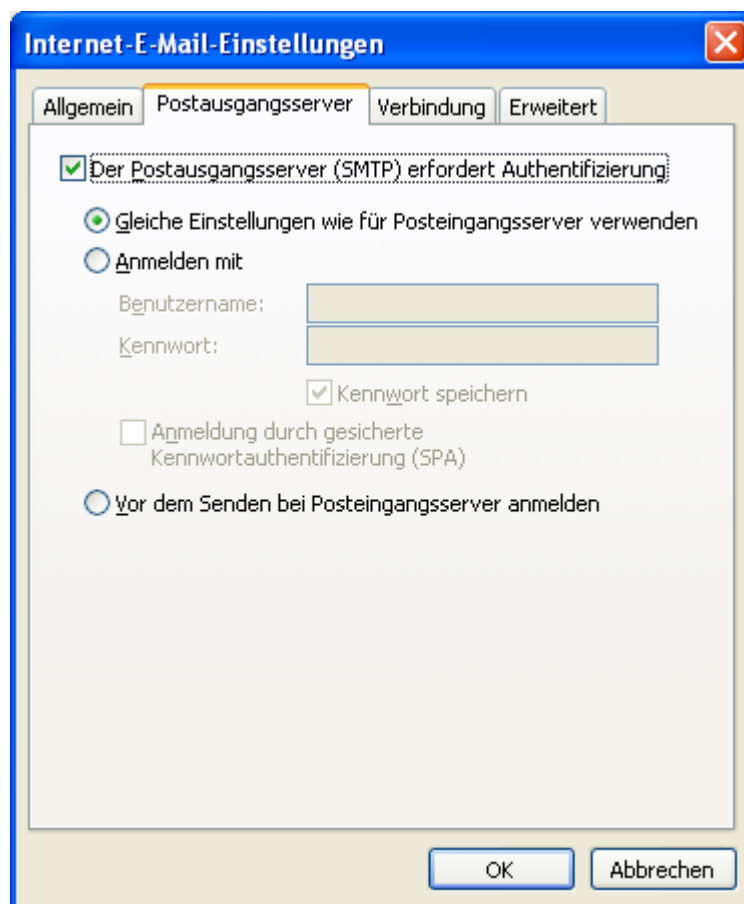 Internet-E-Mail-Einstellungen
Allgemein Postausgangsserver Verbindung Erweitert
Der Postausgangsserver (SMTP) erfordert Authentifizierung
Gleiche Einstellungen wie für Posteingangsserver verwenden
Anmelden mit
Benutzername:
Kennwort:
Kennwort speichern
Anmeldung durch gesicherte
Kennwortauthentifizierung (SPA)
Vor dem Senden bei Posteingangsserver anmelden
OK Abbrechen